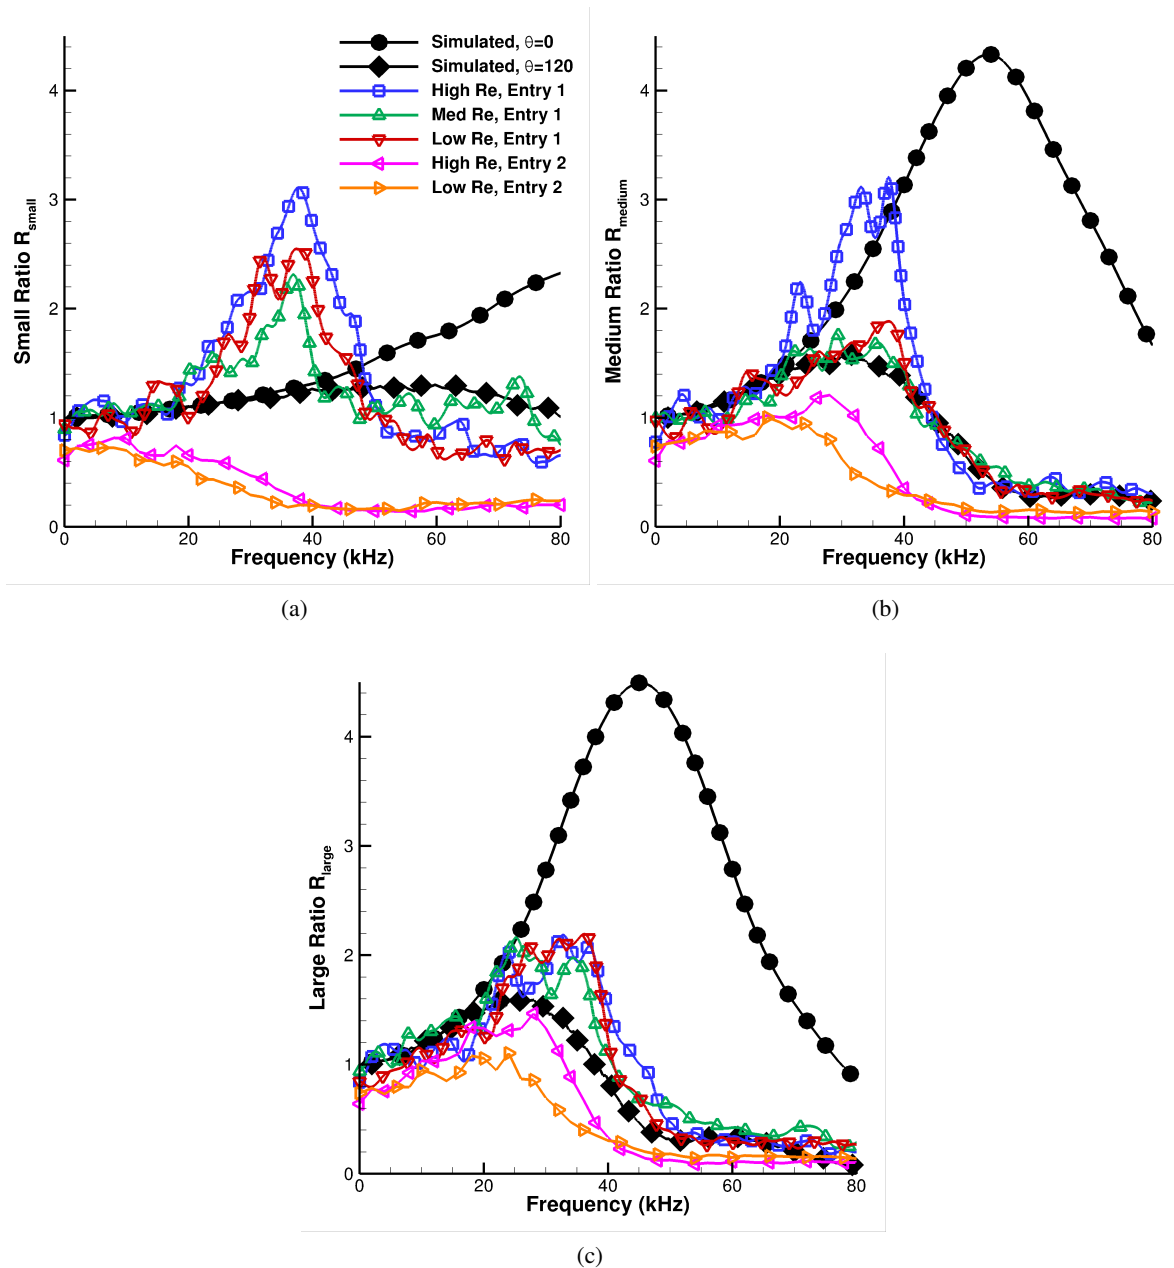 Small Ratio R_small
4
3
2
1
0
0 20 40 60 80
Frequency (kHz)
Simulated, θ=0
Simulated, θ=120
High Re, Entry 1
Med Re, Entry 1
Low Re, Entry 1
High Re, Entry 2
Low Re, Entry 2
(a)
Medium Ratio R_medium
4
3
2
1
0
0 20 40 60 80
Frequency (kHz)
(b)
Large Ratio R_large
4
3
2
1
0
0 20 40 60 80
Frequency (kHz)
(c)